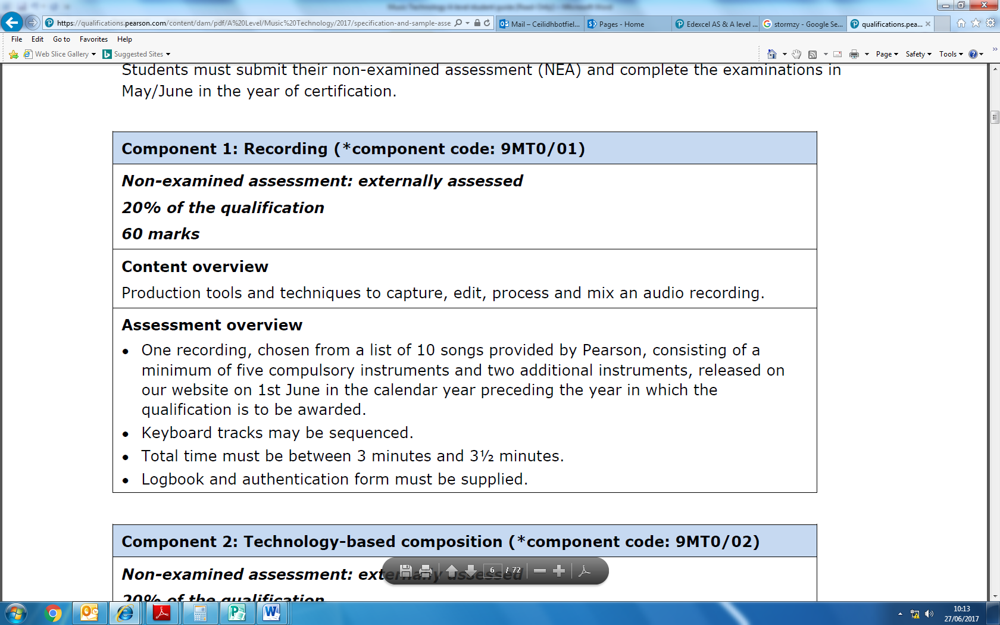 https://qualifications.pearson.com/content/dam/pdf/A%20Level/Music%20Technology/2017/specification-and-sample-asse
Mail – Ceilidhbotfiel...
Pages - Home
Edexcel AS & A level ...
stormzy - Google Se...
qualifications.pea...
File Edit Go to Favorites Help
Web Slice Gallery
Suggested Sites
Page Safety Tools
Students must submit their non-examined assessment (NEA) and complete the examinations in
May/June in the year of certification.
Component 1: Recording (*component code: 9MT0/01)
Non-examined assessment: externally assessed
20% of the qualification
60 marks
Content overview
Production tools and techniques to capture, edit, process and mix an audio recording.
Assessment overview
• One recording, chosen from a list of 10 songs provided by Pearson, consisting of a
minimum of five compulsory instruments and two additional instruments, released on
our website on 1st June in the calendar year preceding the year in which the
qualification is to be awarded.
• Keyboard tracks may be sequenced.
• Total time must be between 3 minutes and 3½ minutes.
• Logbook and authentication form must be supplied.
Component 2: Technology-based composition (*component code: 9MT0/02)
Non-examined assessment: externally assessed
6 / 72
20% of the qualification
10:13
27/06/2017